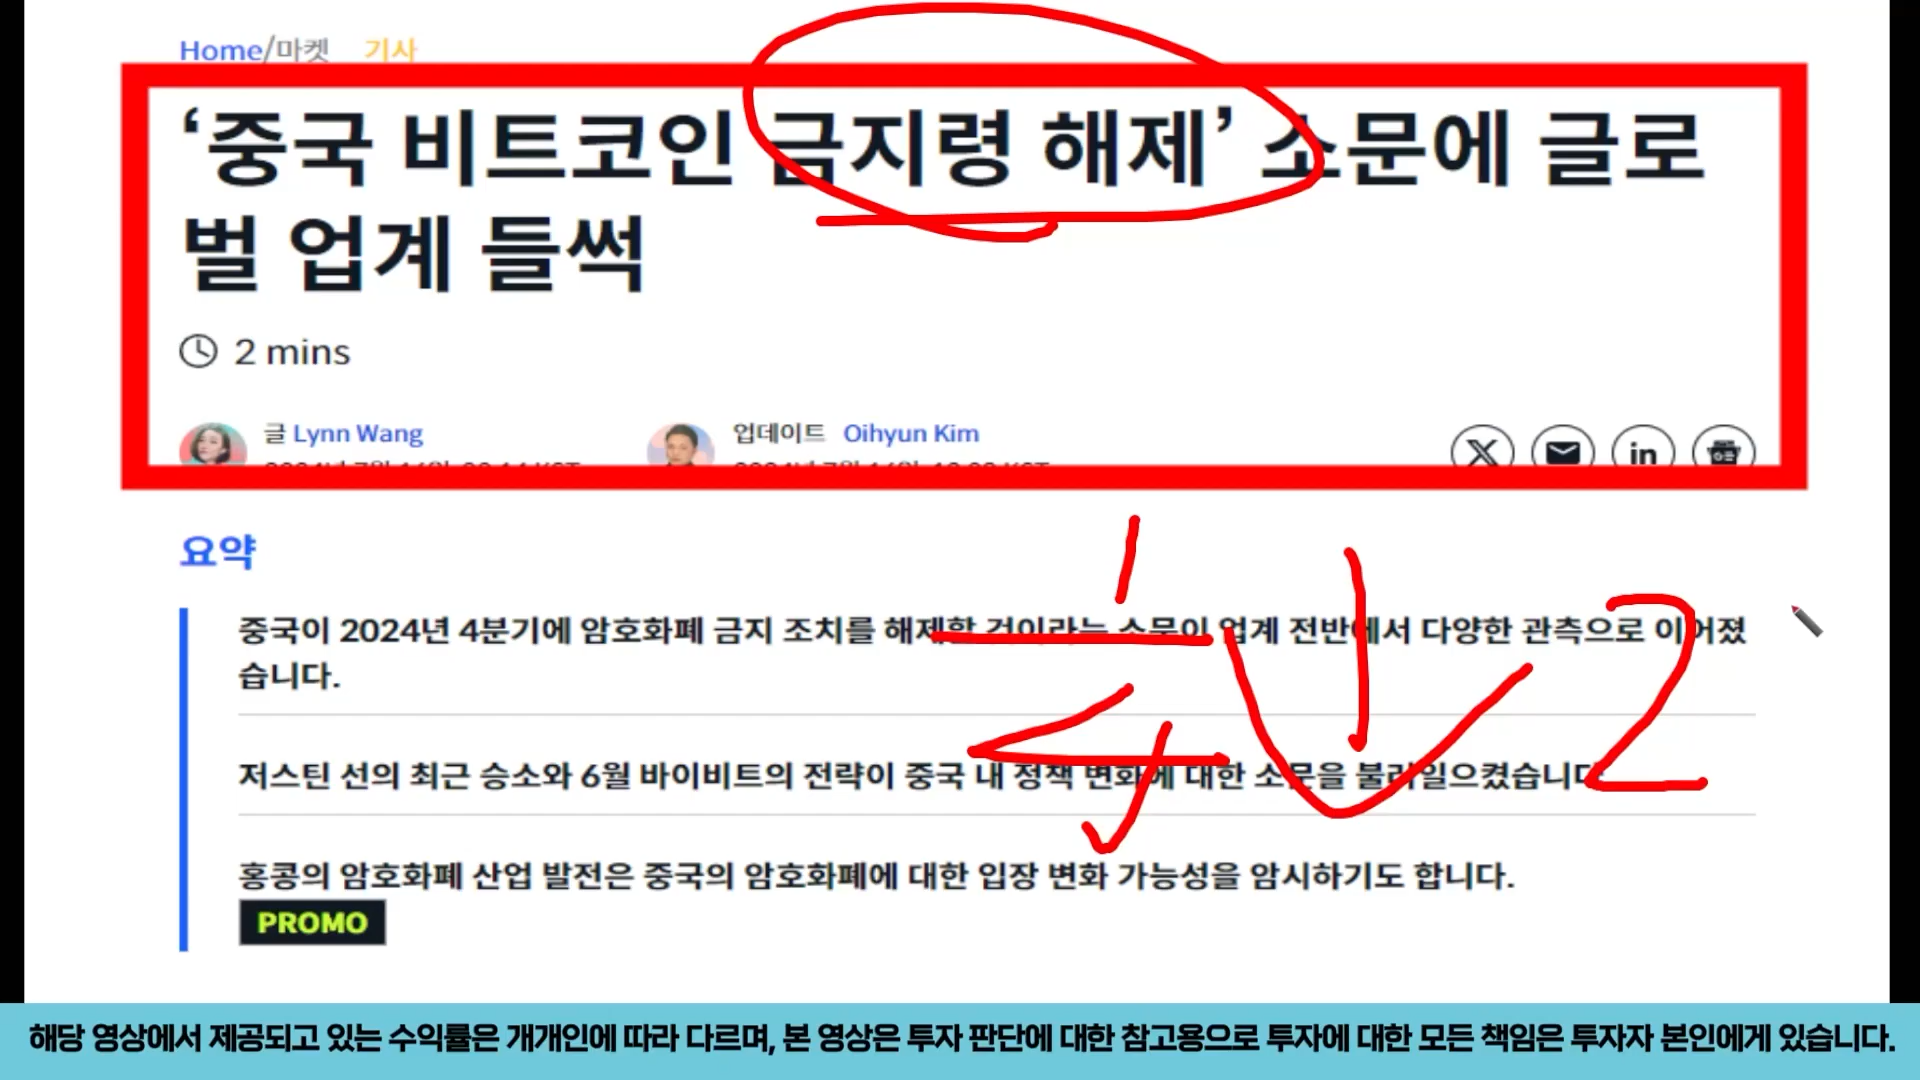 Home/마켓 기사
‘중국 비트코인 금지령 해제’ 소문에 글로
벌 업계 들썩
2 mins
글 Lynn Wang 업데이트 Oihyun Kim
요약
중국이 2024년 4분기에 암호화폐 금지 조치를 해제할 것이라는 소문이 업계 전반에서 다양한 관측으로 이어졌
습니다.
저스틴 선의 최근 승소와 6월 바이비트의 전략이 중국 내 정책 변화에 대한 소문을 불러일으켰습니다
홍콩의 암호화폐 산업 발전은 중국의 암호화폐에 대한 입장 변화 가능성을 암시하기도 합니다.
PROMO
해당 영상에서 제공되고 있는 수익률은 개개인에 따라 다르며, 본 영상은 투자 판단에 대한 참고용으로 투자에 대한 모든 책임은 투자자 본인에게 있습니다.